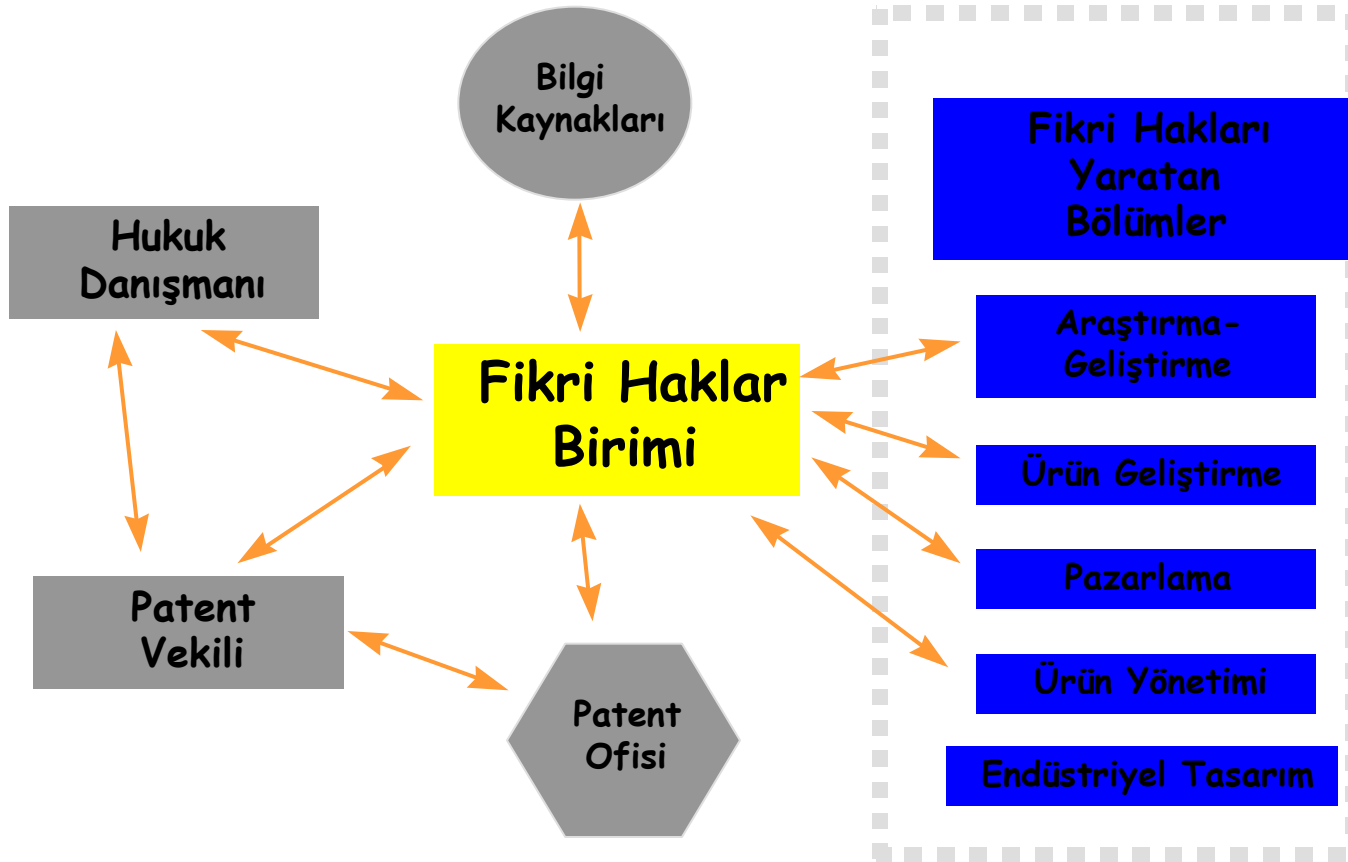 Bilgi
Kaynakları
Fikri Hakları
Yaratan
Bölümler
Hukuk
Danışmanı
Araştırma-
Geliştirme
Fikri Haklar
Birimi
Ürün Geliştirme
Pazarlama
Patent
Vekili
Ürün Yönetimi
Patent
Ofisi
Endüstriyel Tasarım